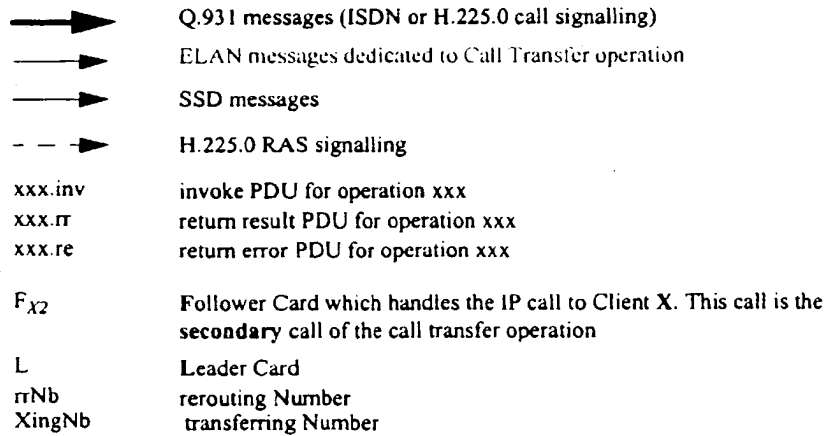 Q.931 messages (ISDN or H.225.0 call signalling)
ELAN messages dedicated to Call Transfer operation
SSD messages
H.225.0 RAS signalling
xxx.inv invoke PDU for operation xxx
xxx.rr return result PDU for operation xxx
xxx.re return error PDU for operation xxx
FX2 Follower Card which handles the IP call to Client X. This call is the
secondary call of the call transfer operation
L Leader Card
rrNb rerouting Number
XingNb transferring Number